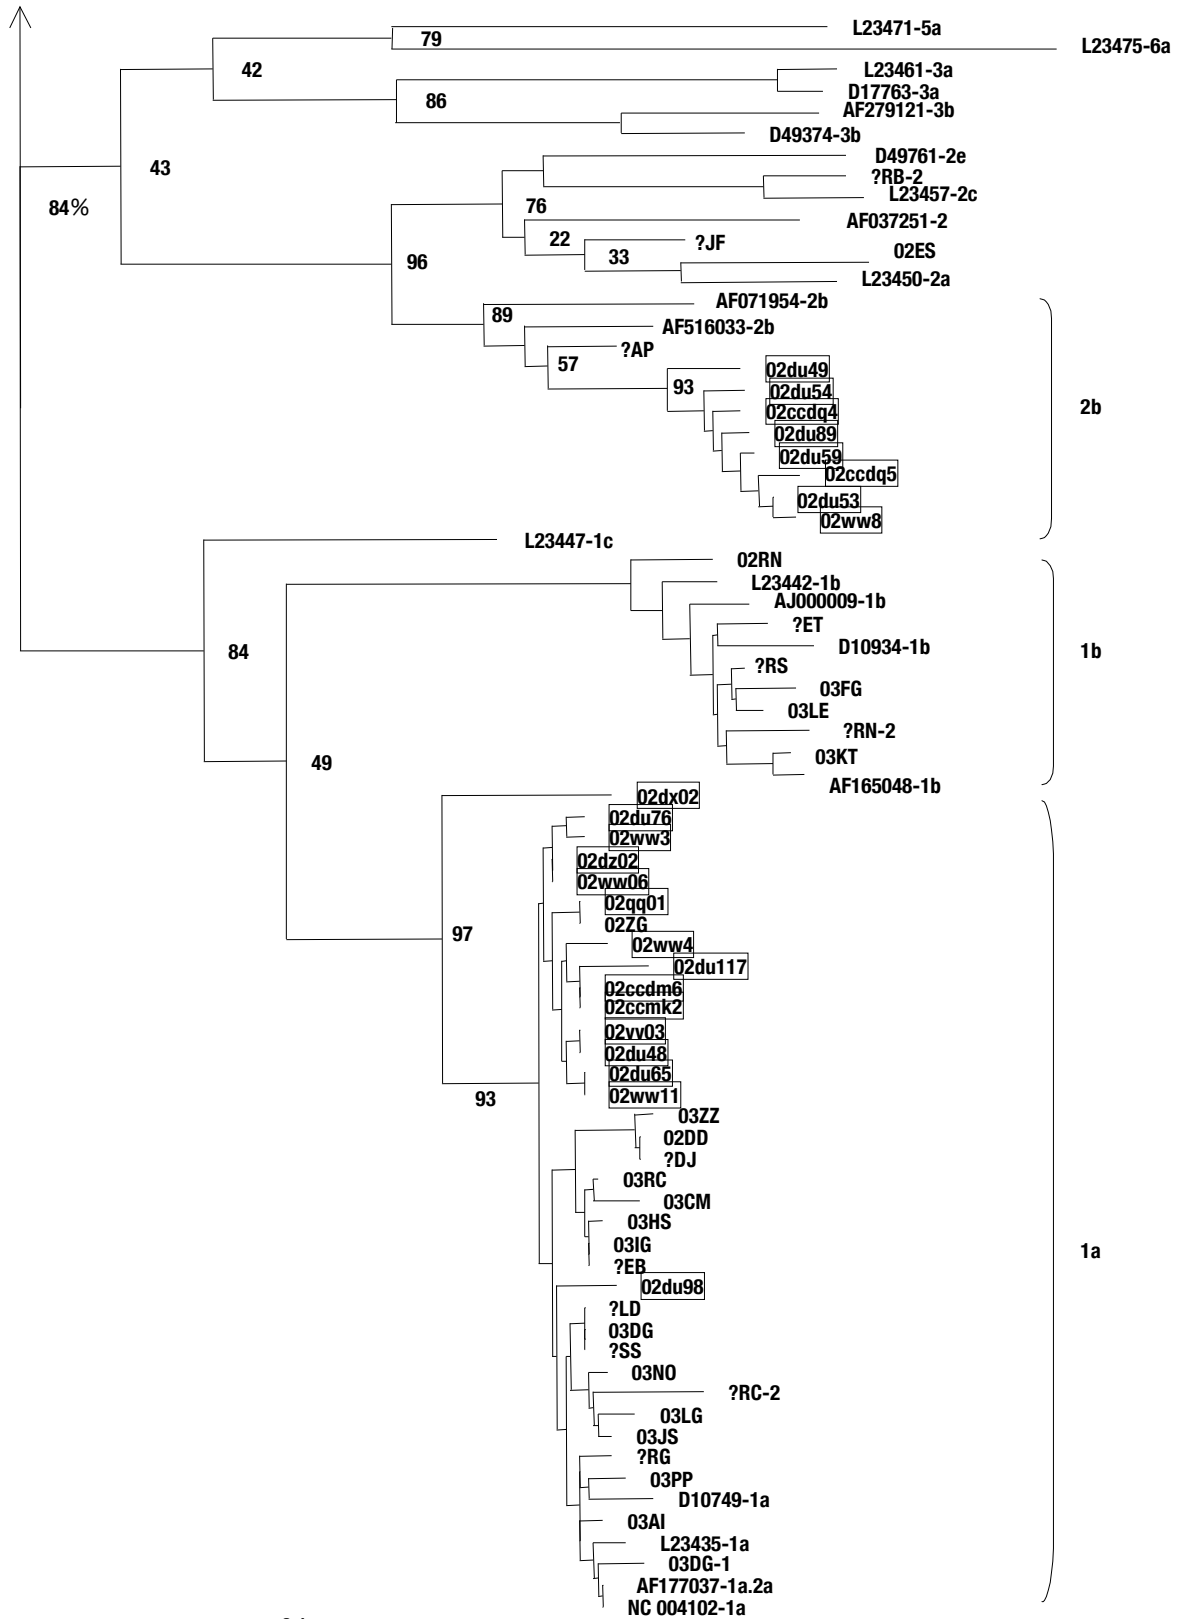 L23471-5a
79
L23475-6a
42
L23461-3a
D17763-3a
86
AF279121-3b
D49374-3b
D49761-2e
43
?RB-2
L23457-2c
84%
76
AF037251-2
22
?JF
02ES
33
96
L23450-2a
AF071954-2b
89
AF516033-2b
?AP
57
02du49
93
02du54
02ccdq4
2b
02du89
02du59
02ccdq5
02du53
02ww8
L23447-1c
02RN
L23442-1b
AJ000009-1b
?ET
D10934-1b
84
1b
?RS
03FG
03LE
?RN-2
49
03KT
AF165048-1b
02dx02
02du76
02ww3
02dz02
02ww06
02qq01
02ZG
97
02ww4
02du117
02ccdm6
02ccmk2
02vv03
02du48
02du65
02ww11
93
03ZZ
02DD
?DJ
03RC
03CM
03HS
03IG
1a
?EB
02du98
?LD
03DG
?SS
03NO
?RC-2
03LG
03JS
?RG
03PP
D10749-1a
03AI
L23435-1a
03DG-1
AF177037-1a.2a
NC 004102-1a